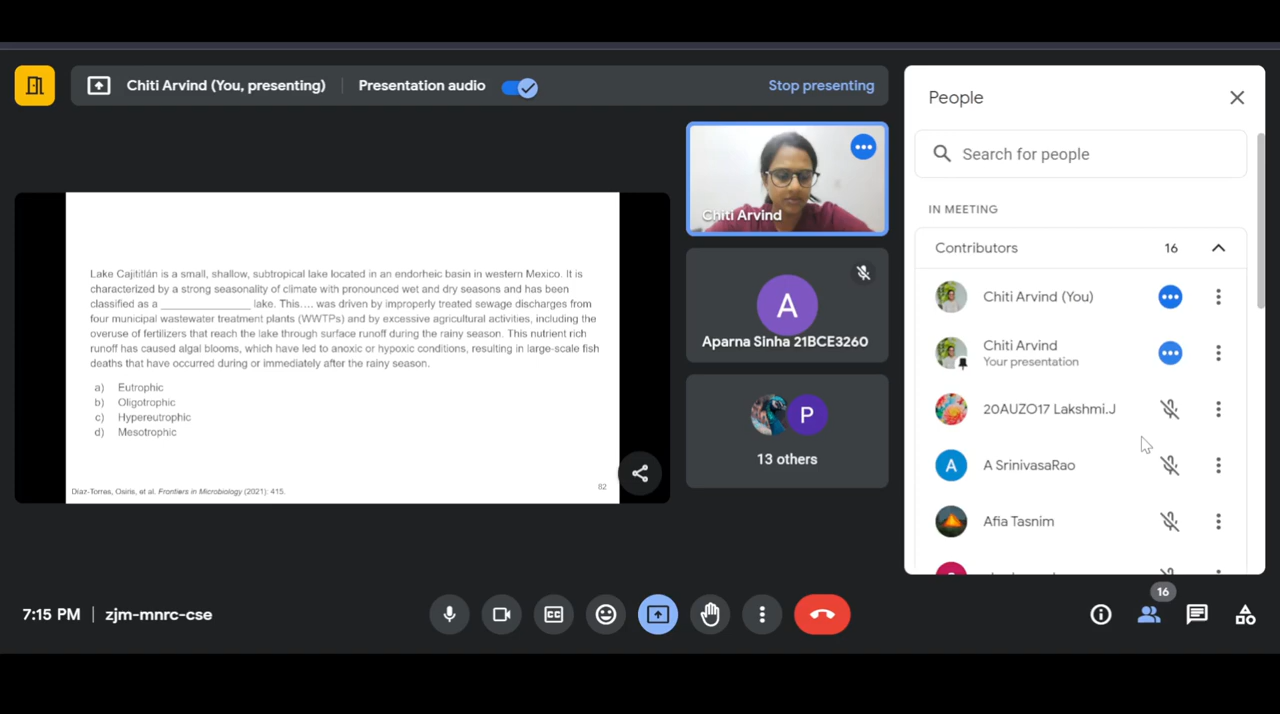 Chiti Arvind (You, presenting)
Presentation audio
Stop presenting
Lake Cajititlán is a small, shallow, subtropical lake located in an endorheic basin in western Mexico. It is
characterized by a strong seasonality of climate with pronounced wet and dry seasons and has been
classified as a ________________ lake. This.... was driven by improperly treated sewage discharges from
four municipal wastewater treatment plants (WWTPs) and by excessive agricultural activities, including the
overuse of fertilizers that reach the lake through surface runoff during the rainy season. This nutrient rich
runoff has caused algal blooms, which have led to anoxic or hypoxic conditions, resulting in large-scale fish
deaths that have occurred during or immediately after the rainy season.
a) Eutrophic
b) Oligotrophic
c) Hypereutrophic
d) Mesotrophic
Díaz-Torres, Osiris, et al. Frontiers in Microbiology (2021): 415.
82
Chiti Arvind
A
Aparna Sinha 21BCE3260
P
13 others
People
Search for people
IN MEETING
Contributors
16
Chiti Arvind (You)
Chiti Arvind
Your presentation
20AUZO17 Lakshmi.J
A
A SrinivasaRao
Afia Tasnim
7:15 PM
zjm-mnrc-cse
CC
16